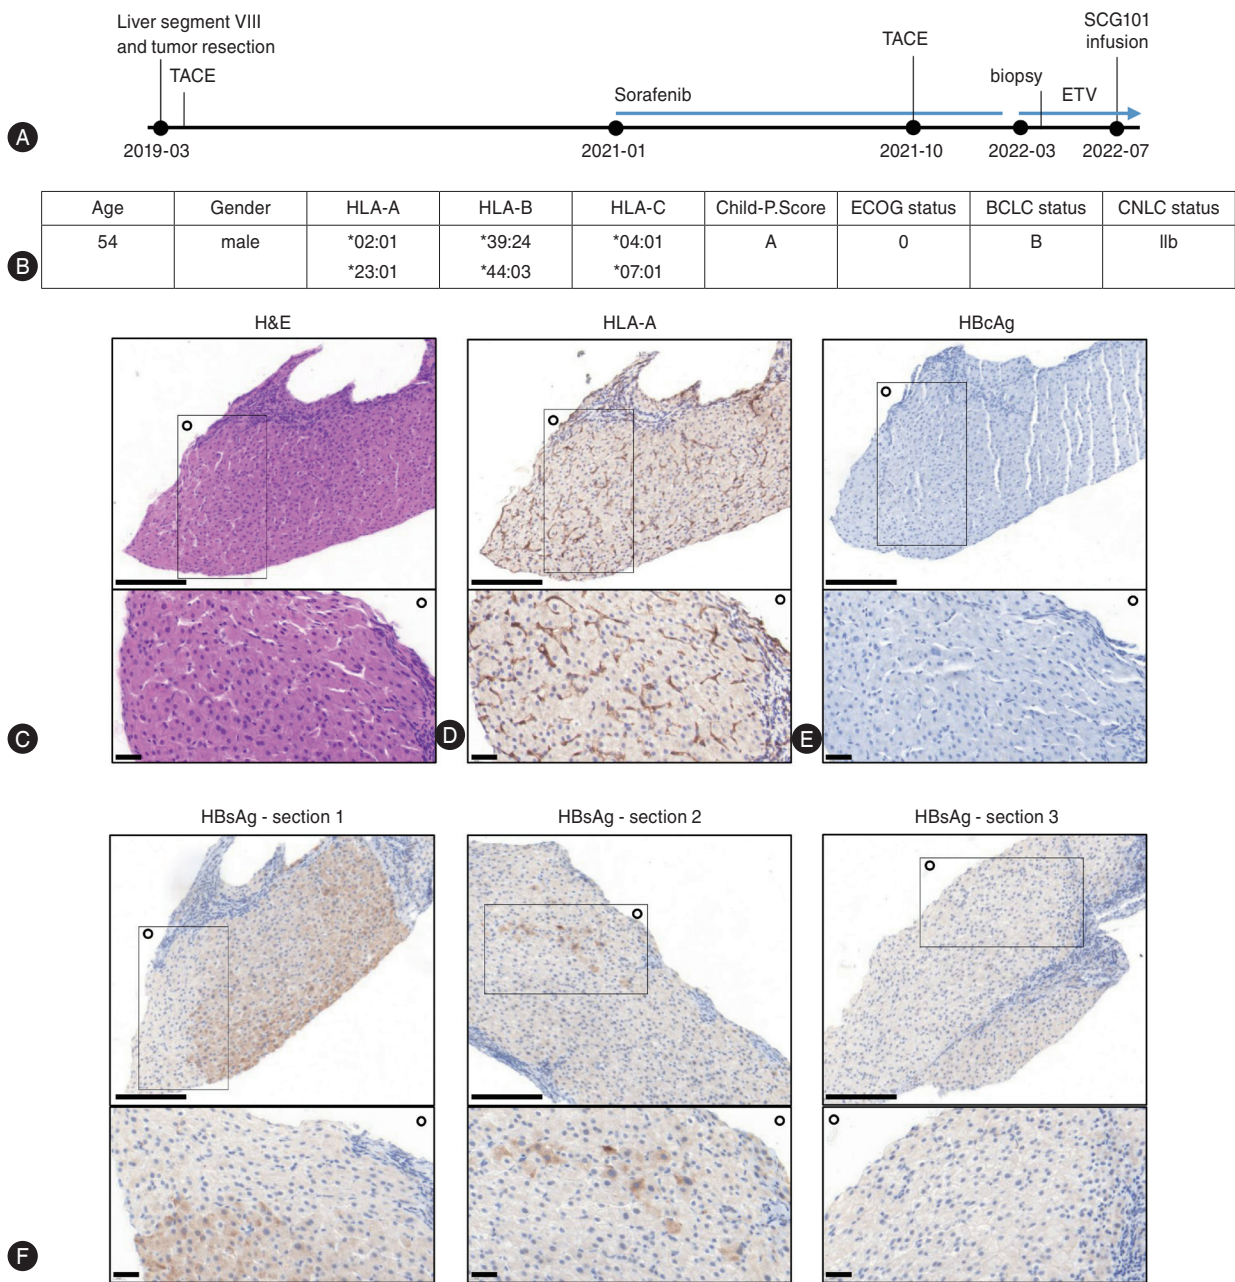 Liver segment VIII
and tumor resection
TACE
Sorafenib
TACE
biopsy
ETV
SCG101
infusion
A
2019-03
2021-01
2021-10
2022-03
2022-07
B
Age Gender HLA-A HLA-B HLA-C Child-P.Score ECOG status BCLC status CNLC status
54 male *02:01 *39:24 *04:01 A 0 B IIb
*23:01 *44:03 *07:01
H&E
HLA-A
HBcAg
C
D
E
HBsAg - section 1
HBsAg - section 2
HBsAg - section 3
F